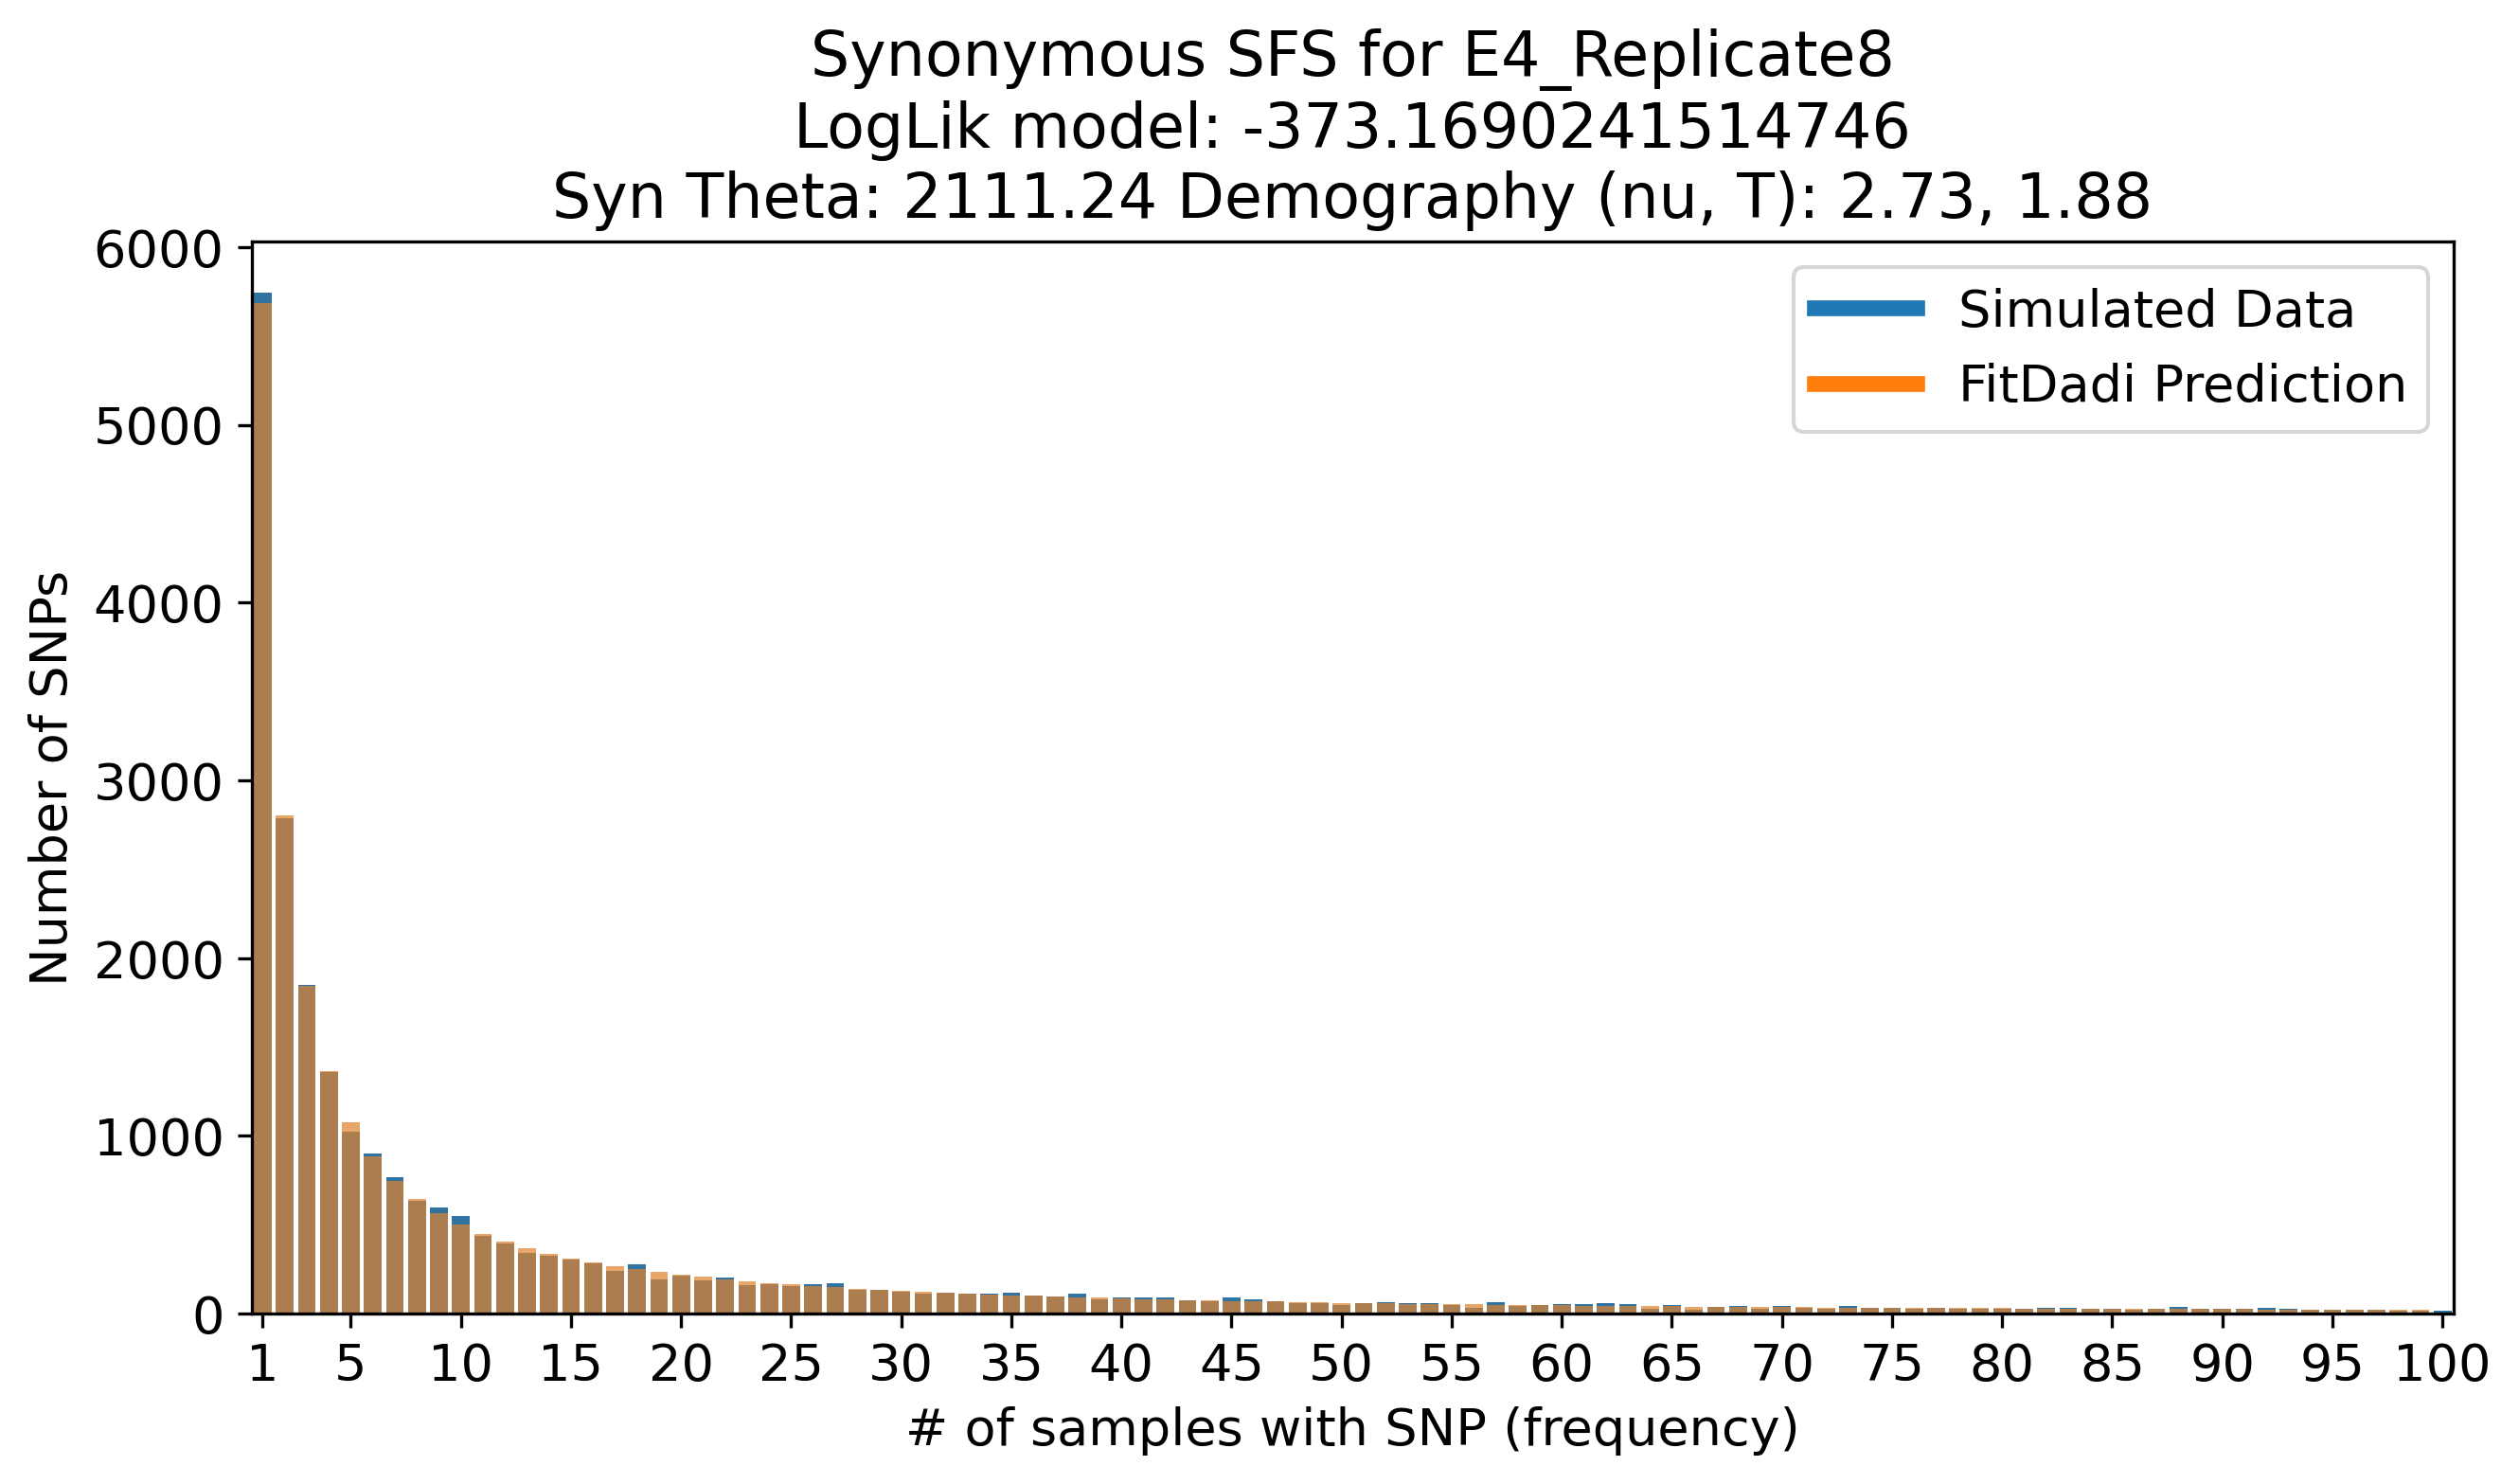 Synonymous SFS for E4_Replicate8
LogLik model: -373.1690241514746
Syn Theta: 2111.24 Demography (nu, T): 2.73, 1.88
6000
5000
4000
3000
2000
1000
0
Number of SNPs
Simulated Data
FitDadi Prediction
1 5 10 15 20 25 30 35 40 45 50 55 60 65 70 75 80 85 90 95 100
# of samples with SNP (frequency)